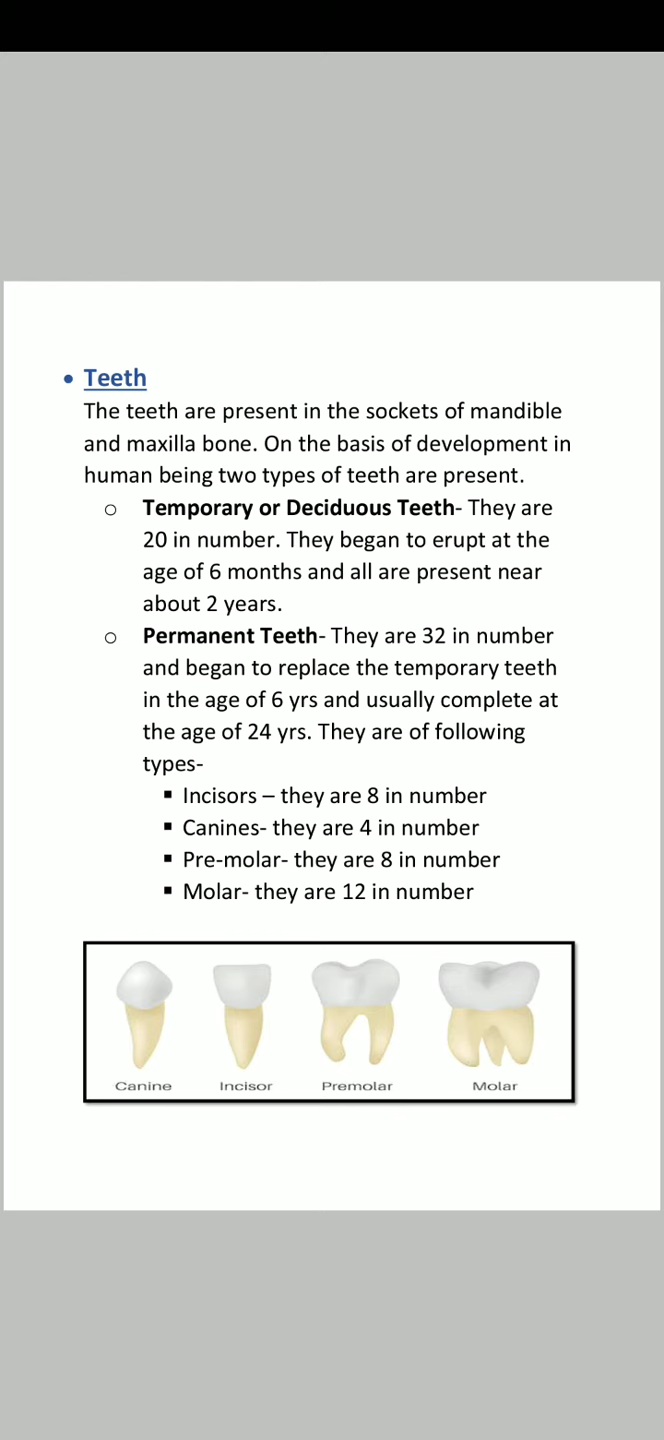 • Teeth
The teeth are present in the sockets of mandible
and maxilla bone. On the basis of development in
human being two types of teeth are present.
o Temporary or Deciduous Teeth- They are
20 in number. They began to erupt at the
age of 6 months and all are present near
about 2 years.
o Permanent Teeth- They are 32 in number
and began to replace the temporary teeth
in the age of 6 yrs and usually complete at
the age of 24 yrs. They are of following
types-
▪ Incisors – they are 8 in number
▪ Canines- they are 4 in number
▪ Pre-molar- they are 8 in number
▪ Molar- they are 12 in number
Canine Incisor Premolar Molar